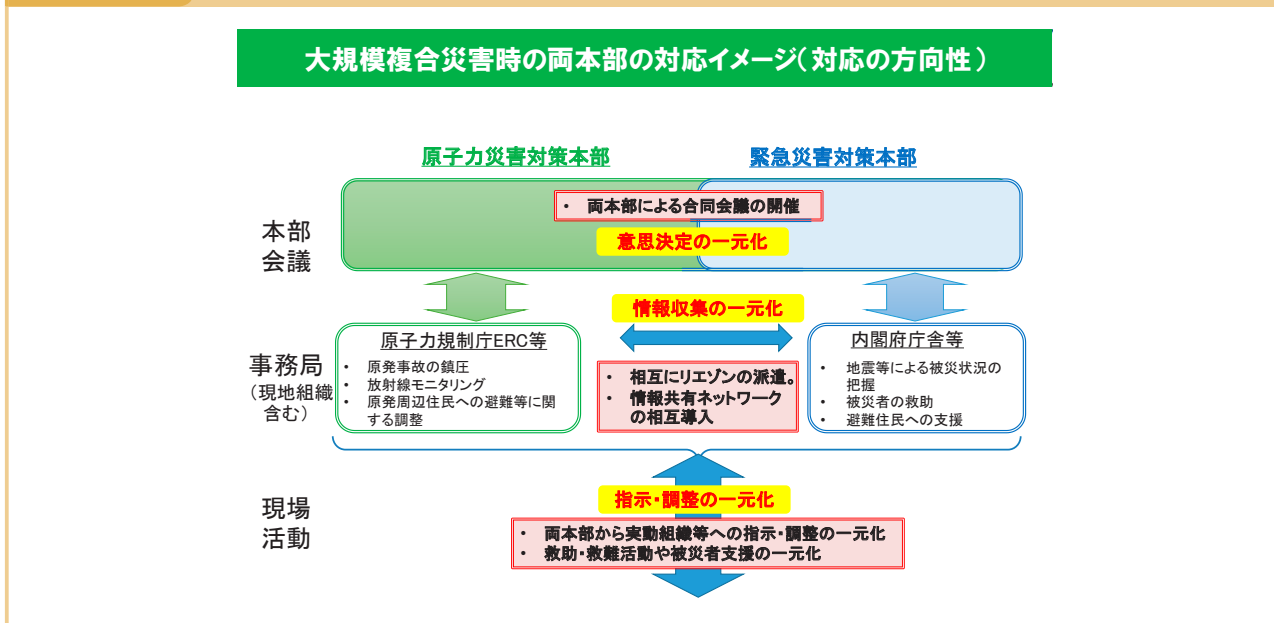 大規模複合災害時の両本部の対応イメージ(対応の方向性)
原子力災害対策本部
緊急災害対策本部
本部
会議
・ 両本部による合同会議の開催
意思決定の一元化
情報収集の一元化
事務局
(現地組織
含む)
原子力規制庁ERC等
・ 原発事故の鎮圧
・ 放射線モニタリング
・ 原発周辺住民への避難等に関
する調整
・ 相互にリエゾンの派遣。
・ 情報共有ネットワーク
の相互導入
内閣府庁舎等
・ 地震等による被災状況の
把握
・ 被災者の救助
・ 避難住民への支援
現場
活動
指示・調整の一元化
・ 両本部から実動組織等への指示・調整の一元化
・ 救助・救難活動や被災者支援の一元化